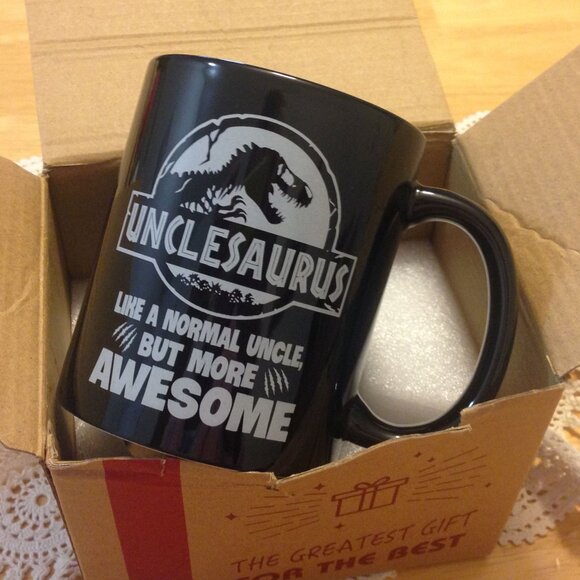 UNCLESAURUS
LIKE A NORMAL UNCLE,
BUT MORE
AWESOME
THE GREATEST GIFT
FOR THE BEST